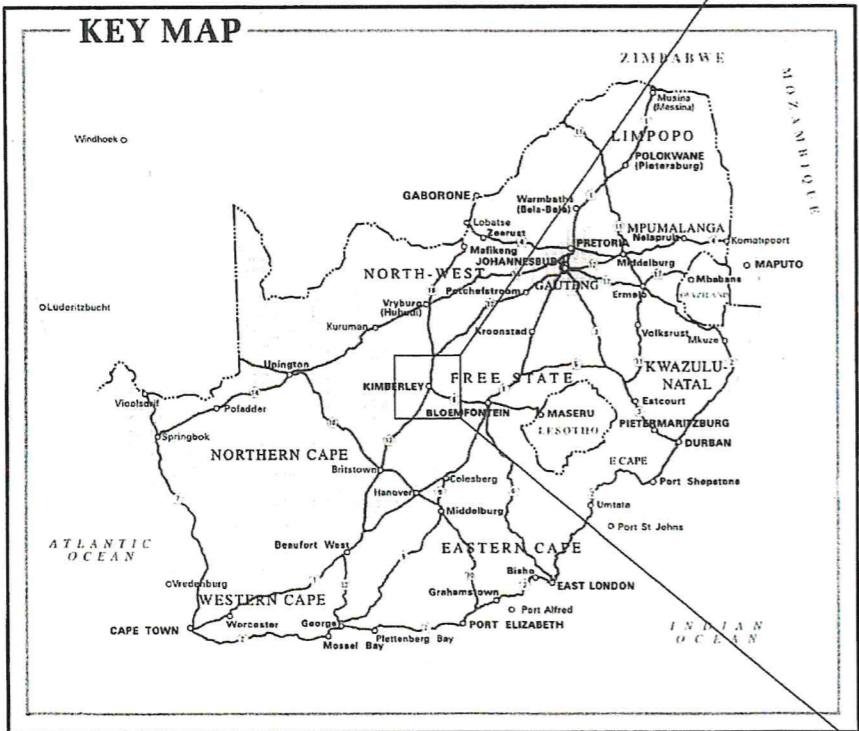 KEY MAP
ZIMBABWE
MOZAMBIQUE
Musina
(Messina)
Windhoek
LIMPOPO
POLOKWANE
(Pietersburg)
GABORONE
Warmbaths
(Bela-Bela)
Lobatse
Zeerust
MPUMALANGA
Nelspruit
Komatipoort
Mafikeng
PRETORIA
JOHANNESBURG
Middelburg
MAPUTO
NORTH-WEST
GAUTENG
Mbabane
Potchefstroom
Ermelo
SWAZILAND
Luderitzbucht
Vryburg
(Huhudi)
Kuruman
Kroonstad
Volksrust
Mkuze
Upington
KIMBERLEY
FREE STATE
KWAZULU-
NATAL
Vioolsdrif
Pofadder
BLOEMFONTEIN
MASERU
Estcourt
LESOTHO
PIETERMARITZBURG
Springbok
DURBAN
NORTHERN CAPE
E CAPE
Britstown
Colesberg
Port Shepstone
Hanover
Middelburg
Umtata
Port St Johns
ATLANTIC
OCEAN
Beaufort West
EASTERN CAPE
Vredenburg
Bisho
EAST LONDON
WESTERN CAPE
Grahamstown
Port Alfred
CAPE TOWN
Worcester
George
PORT ELIZABETH
Mossel Bay
Plettenberg Bay
INDIAN
OCEAN